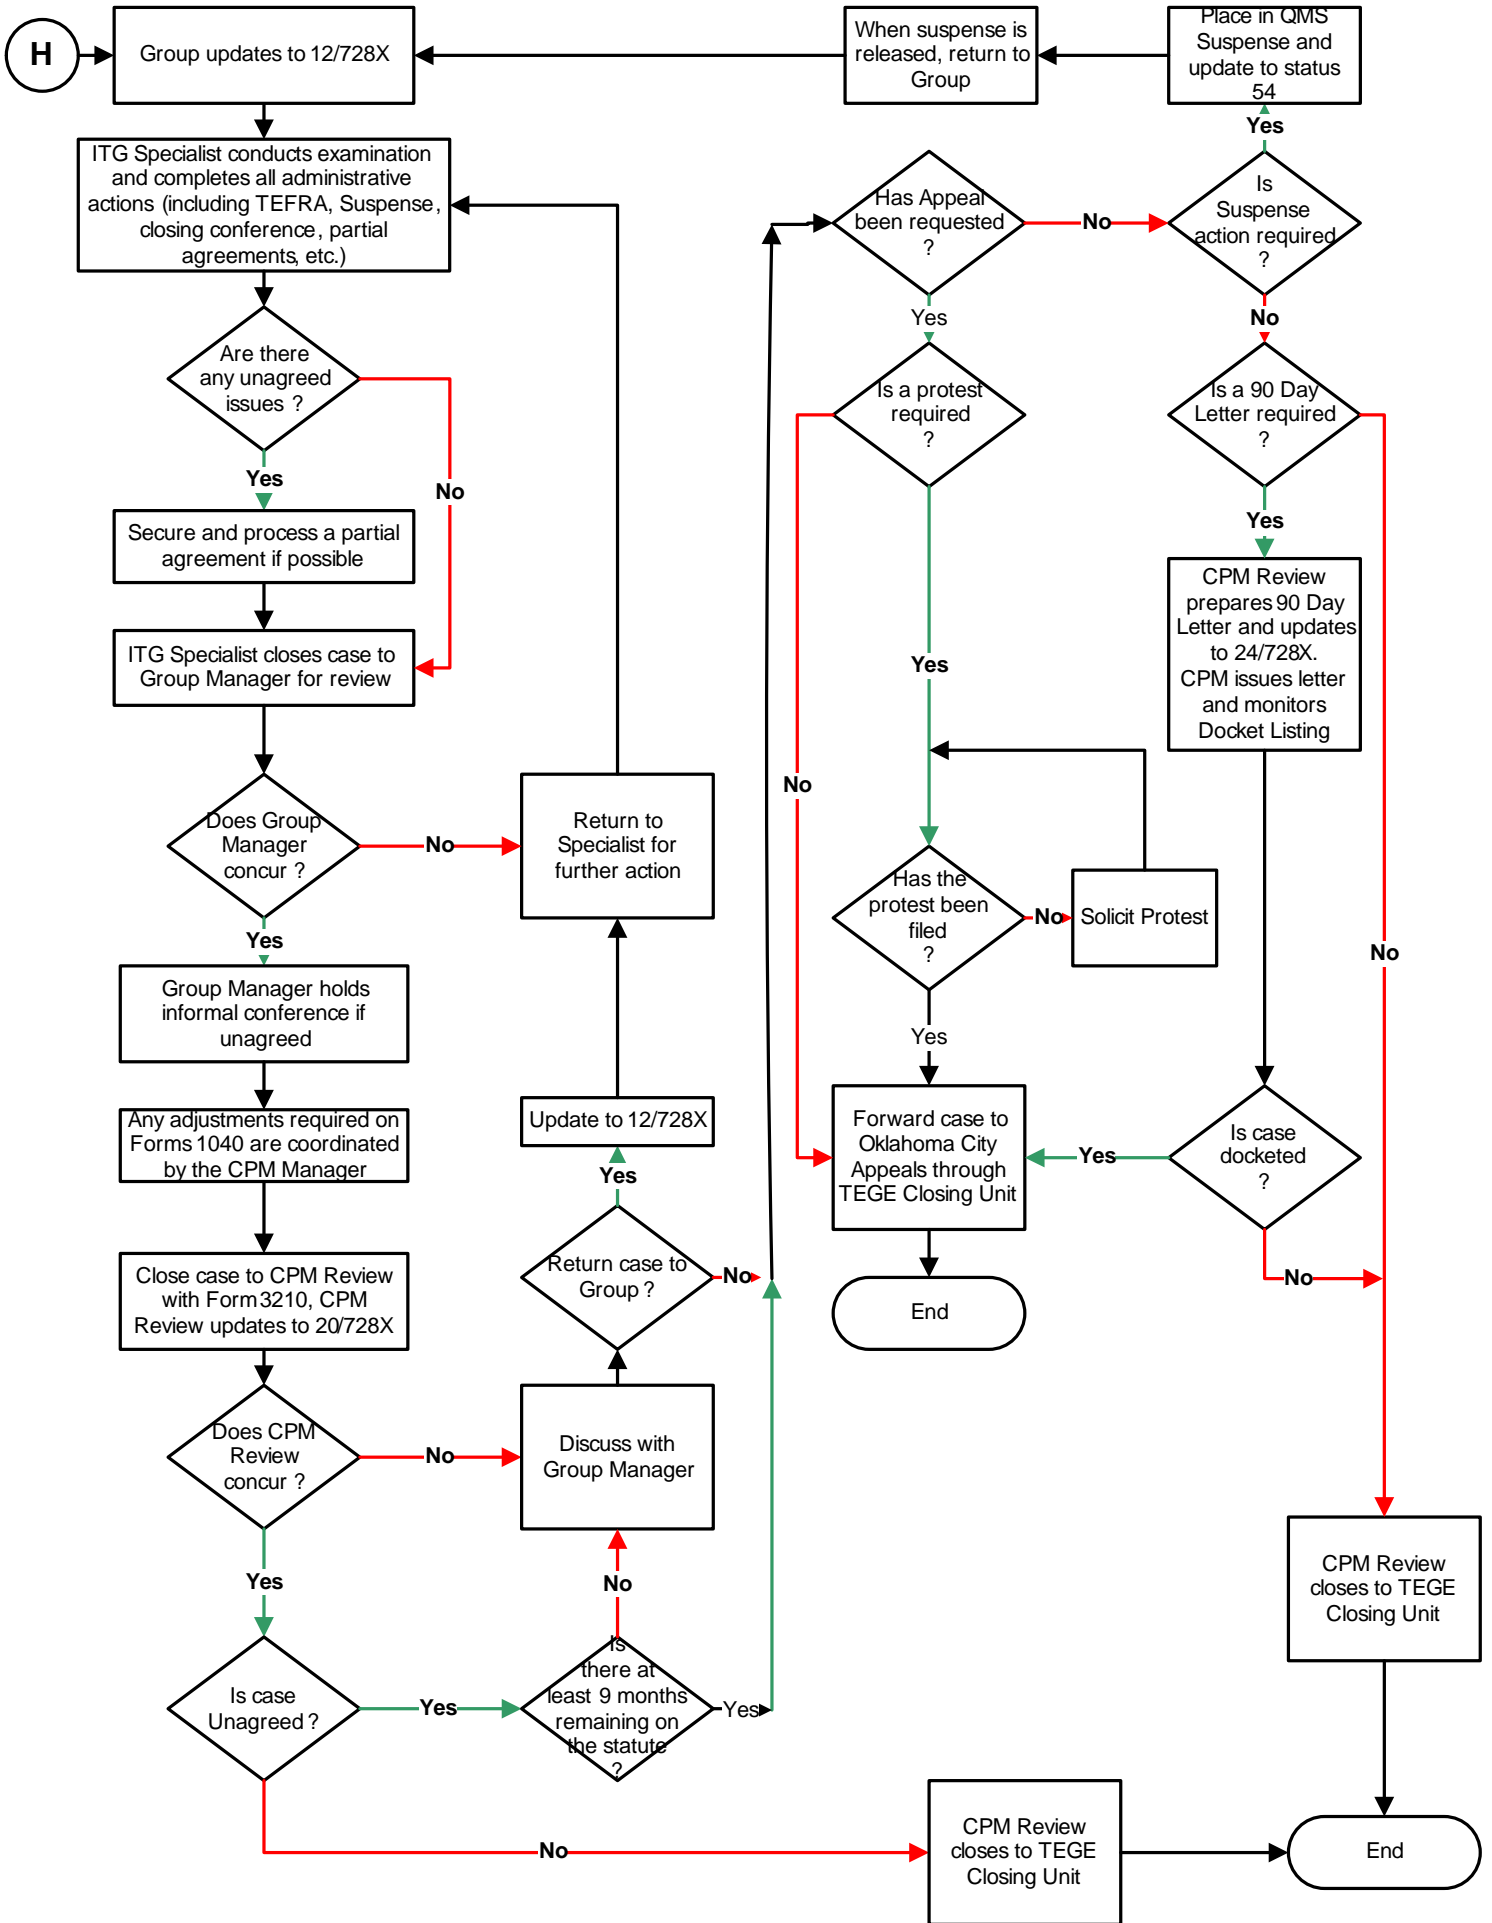 H
Group updates to 12/728X
When suspense is
released, return to
Group
Place in QMS
Suspense and
update to status
54
Yes
ITG Specialist conducts examination
and completes all administrative
actions (including TEFRA, Suspense,
closing conference, partial
agreements, etc.)
Has Appeal
been requested
?
No
Is
Suspense
action required
?
Yes
No
Are there
any unagreed
issues ?
Is a protest
required
?
Is a 90 Day
Letter required
?
Yes
No
Yes
Secure and process a partial
agreement if possible
CPM Review
prepares 90 Day
Letter and updates
to 24/728X.
CPM issues letter
and monitors
Docket Listing
ITG Specialist closes case to
Group Manager for review
Yes
No
Does Group
Manager
concur ?
No
Return to
Specialist for
further action
Has the
protest been
filed
?
No
Solicit Protest
Yes
No
Group Manager holds
informal conference if
unagreed
Yes
Any adjustments required on
Forms 1040 are coordinated
by the CPM Manager
Update to 12/728X
Forward case to
Oklahoma City
Appeals through
TEGE Closing Unit
Yes
Is case
docketed
?
Yes
Close case to CPM Review
with Form 3210, CPM
Review updates to 20/728X
Return case to
Group ?
No
No
End
Does CPM
Review
concur ?
No
Discuss with
Group Manager
Yes
No
CPM Review
closes to TEGE
Closing Unit
Is case
Unagreed ?
Yes
Is
there at
least 9 months
remaining on
the statute
?
Yes
No
CPM Review
closes to TEGE
Closing Unit
End